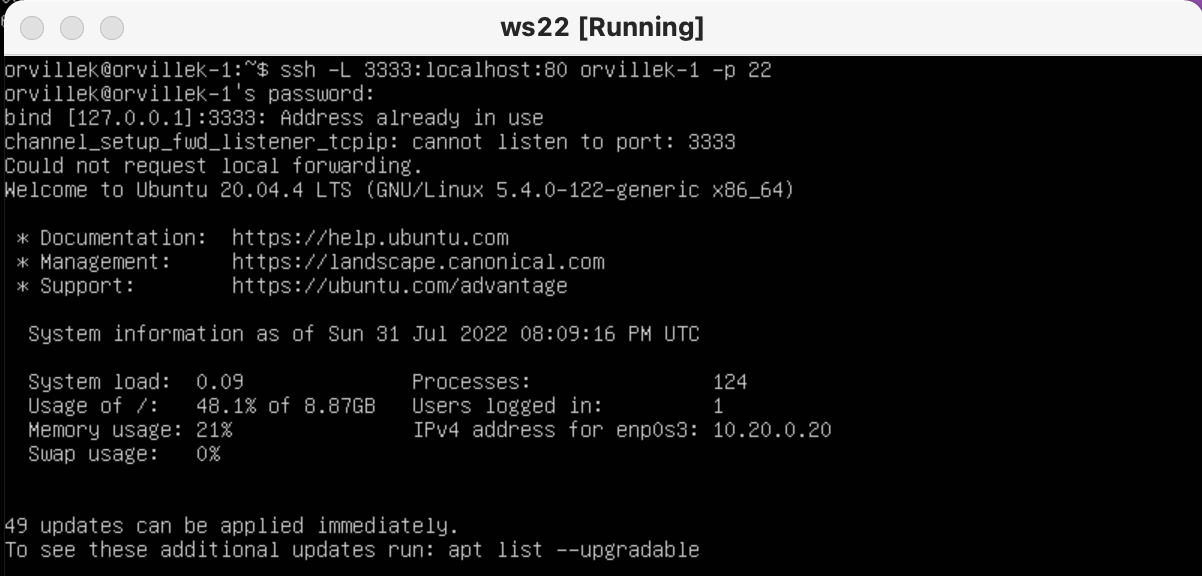 ws22 [Running]
orvillek@orvillek-1:~$ ssh -L 3333:localhost:80 orvillek-1 -p 22
orvillek@orvillek-1's password:
bind [127.0.0.1]:3333: Address already in use
channel_setup_fwd_listener_tcpip: cannot listen to port: 3333
Could not request local forwarding.
Welcome to Ubuntu 20.04.4 LTS (GNU/Linux 5.4.0-122-generic x86_64)
* Documentation:  https://help.ubuntu.com
* Management:     https://landscape.canonical.com
* Support:        https://ubuntu.com/advantage
System information as of Sun 31 Jul 2022 08:09:16 PM UTC
System load:  0.09              Processes:               124
Usage of /:   48.1% of 8.87GB   Users logged in:         1
Memory usage: 21%               IPv4 address for enp0s3: 10.20.0.20
Swap usage:   0%
49 updates can be applied immediately.
To see these additional updates run: apt list --upgradable